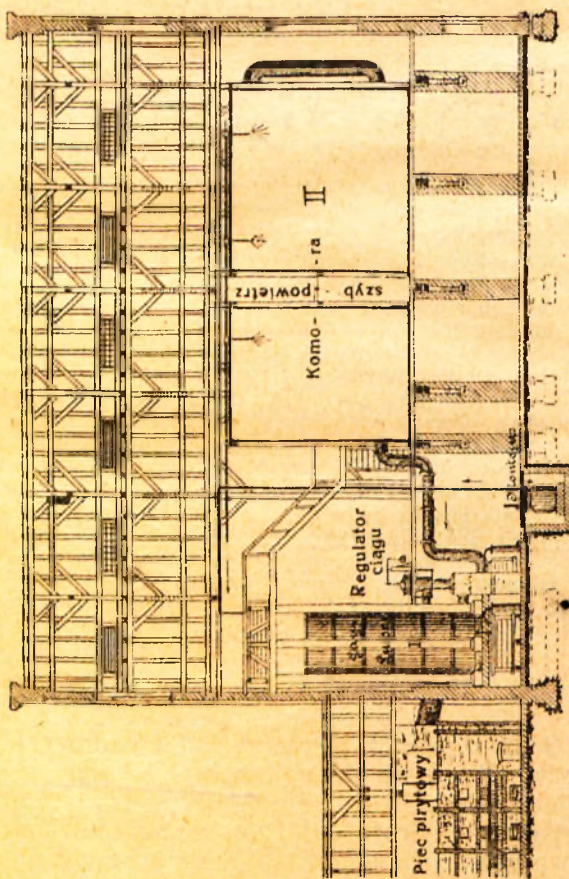 Piec pirytowy
Regulator
ciągu
Komo-
-ra
II
szyb - powietrz